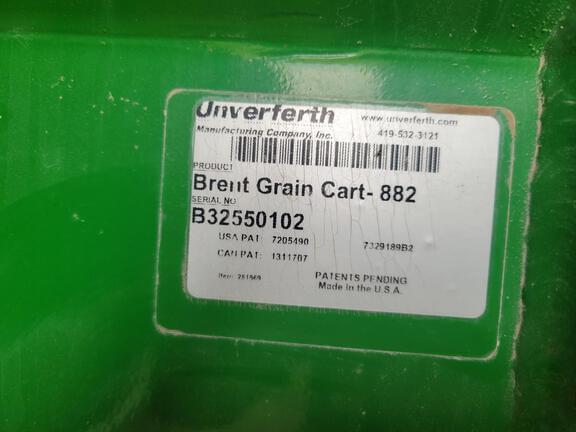 Unverferth www.unverferth.com
Manufacturing Company, Inc. 419-532-3121
PRODUCT
Brent Grain Cart- 882
SERIAL NO
B32550102
USA PAT: 7205490 7329189B2
CAN PAT: 1311707
PATENTS PENDING
Item: Made in the U.S.A.